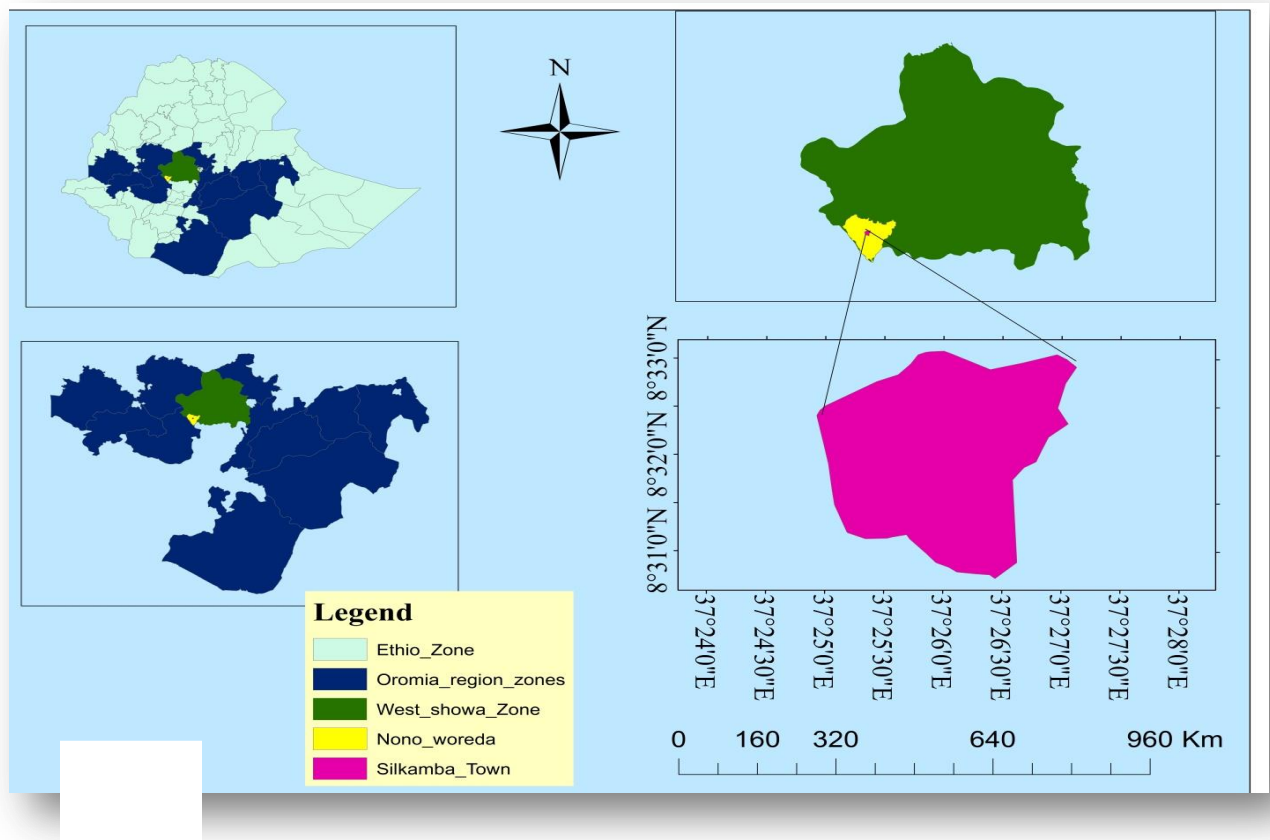 N
8°33'0"N
8°32'0"N
8°31'0"N
37°24'0"E
37°24'30"E
37°25'0"E
37°25'30"E
37°26'0"E
37°26'30"E
37°27'0"E
37°27'30"E
37°28'0"E
Legend
Ethio_Zone
Oromia_region_zones
West_showa_Zone
Nono_woreda
Silkamba_Town
0 160 320 640 960 Km